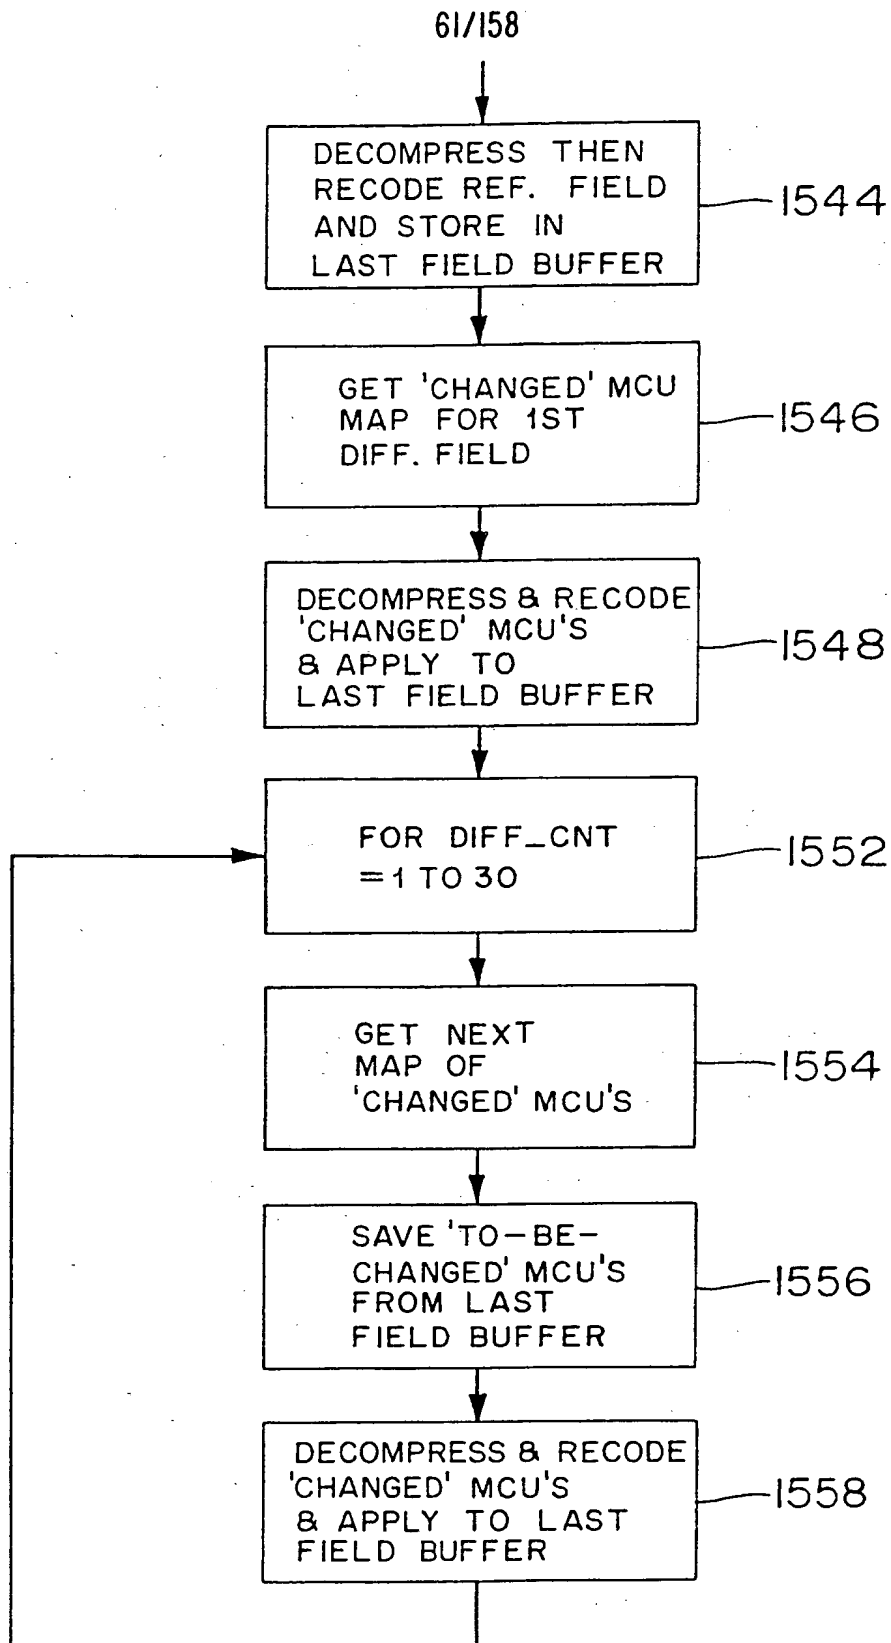 61/158
DECOMPRESS THEN
RECODE REF. FIELD
AND STORE IN
LAST FIELD BUFFER
1544
GET 'CHANGED' MCU
MAP FOR 1ST
DIFF. FIELD
1546
DECOMPRESS & RECODE
'CHANGED' MCU'S
& APPLY TO
LAST FIELD BUFFER
1548
FOR DIFF_CNT
= 1 TO 30
1552
GET NEXT
MAP OF
'CHANGED' MCU'S
1554
SAVE 'TO-BE-
CHANGED' MCU'S
FROM LAST
FIELD BUFFER
1556
DECOMPRESS & RECODE
'CHANGED' MCU'S
& APPLY TO LAST
FIELD BUFFER
1558